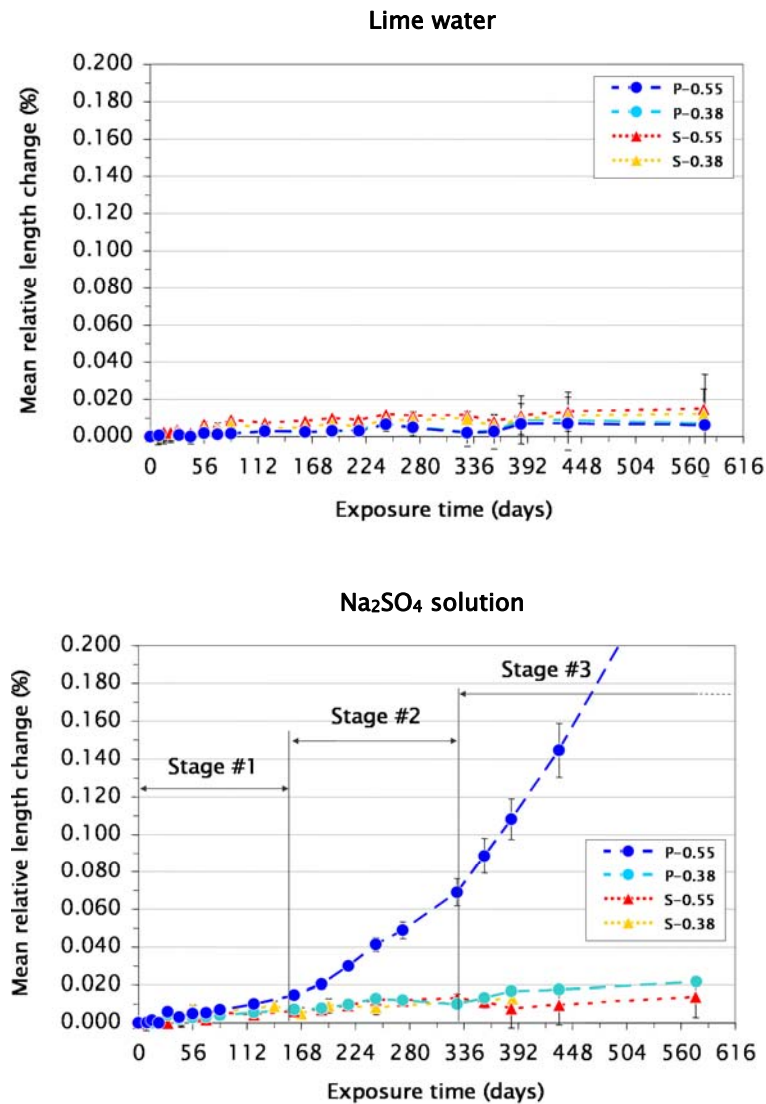 Lime water
0.200
0.180
0.160
0.140
0.120
0.100
0.080
0.060
0.040
0.020
0.000
Mean relative length change (%)
P-0.55
P-0.38
S-0.55
S-0.38
0 56 112 168 224 280 336 392 448 504 560 616
Exposure time (days)
Na₂SO₄ solution
0.200
0.180
0.160
0.140
0.120
0.100
0.080
0.060
0.040
0.020
0.000
Mean relative length change (%)
Stage #3
Stage #2
Stage #1
P-0.55
P-0.38
S-0.55
S-0.38
0 56 112 168 224 280 336 392 448 504 560 616
Exposure time (days)